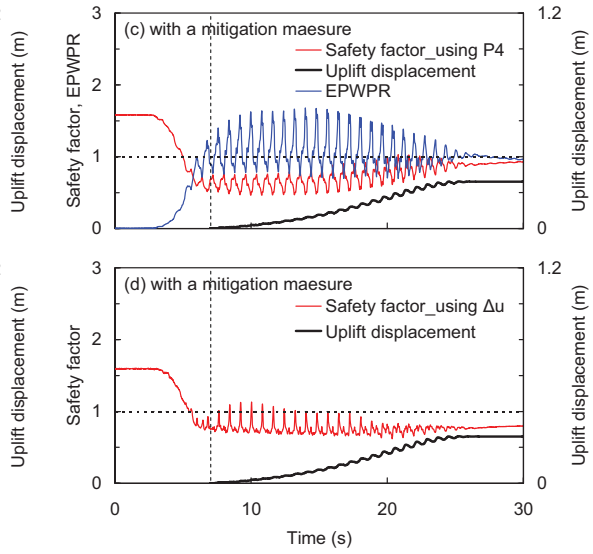 Uplift displacement (m)
Safety factor, EPWPR
3
2
1
0
(c) with a mitigation maesure
Safety factor_using P4
Uplift displacement
EPWPR
1.2
0
Uplift displacement (m)
Uplift displacement (m)
Safety factor
3
2
1
0
(d) with a mitigation maesure
Safety factor_using Δu
Uplift displacement
1.2
0
Uplift displacement (m)
0
10
20
30
Time (s)